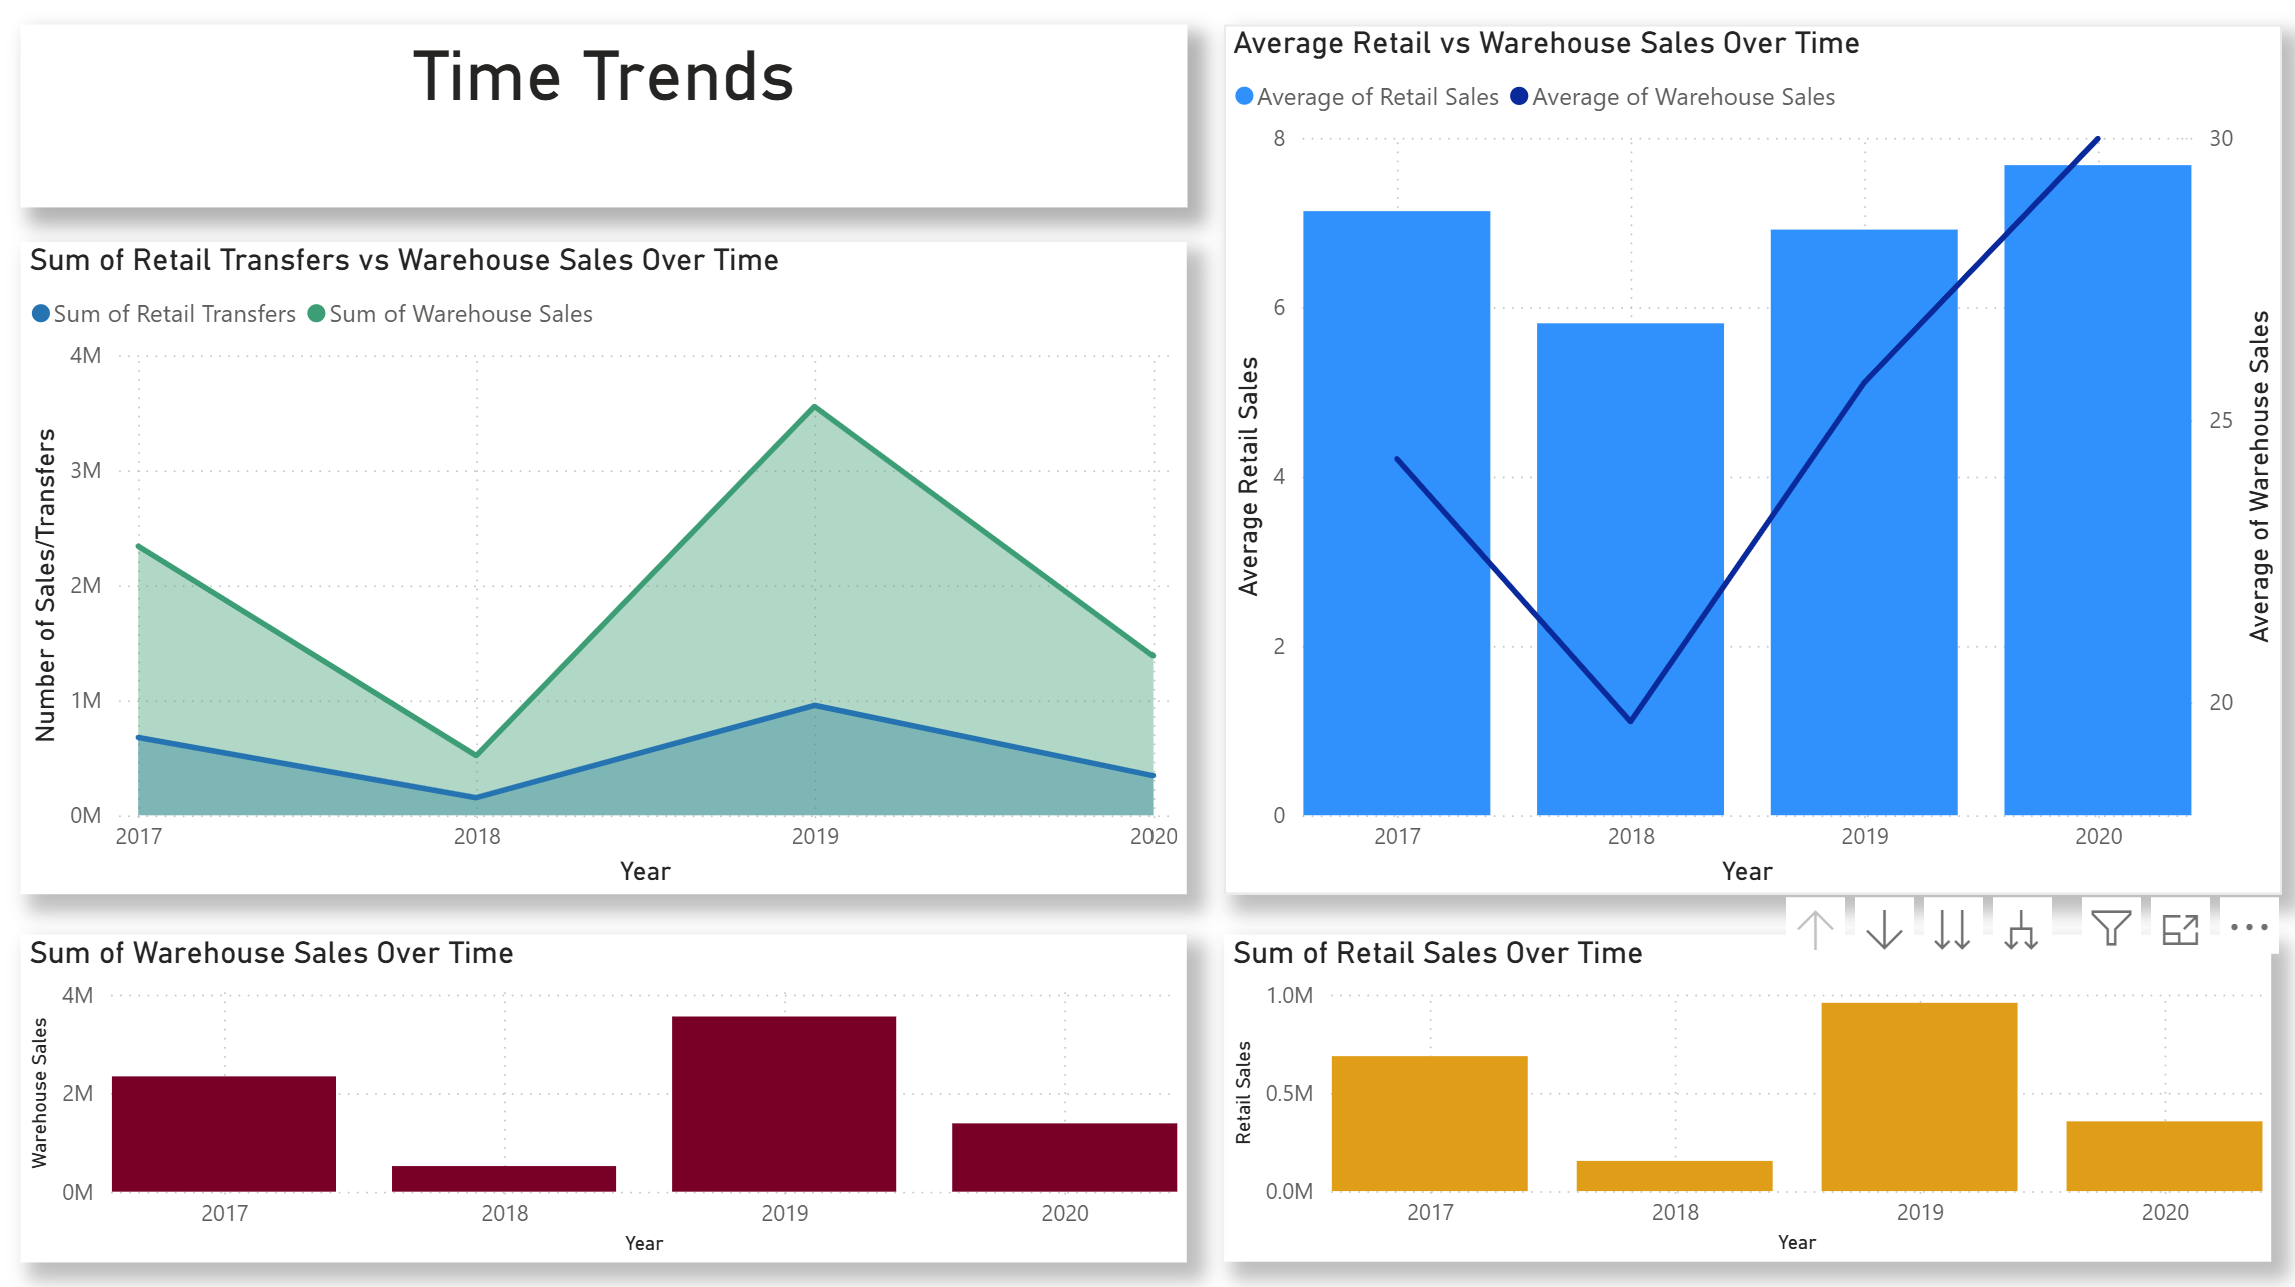 Time Trends
Sum of Retail Transfers vs Warehouse Sales Over Time
Sum of Retail Transfers Sum of Warehouse Sales
Number of Sales/Transfers
4M
3M
2M
1M
0M
2017 2018 2019 2020
Year
Average Retail vs Warehouse Sales Over Time
Average of Retail Sales Average of Warehouse Sales
Average Retail Sales
8
6
4
2
0
30
25
20
Average of Warehouse Sales
2017 2018 2019 2020
Year
Sum of Warehouse Sales Over Time
Warehouse Sales
4M
2M
0M
2017 2018 2019 2020
Year
Sum of Retail Sales Over Time
Retail Sales
1.0M
0.5M
0.0M
2017 2018 2019 2020
Year